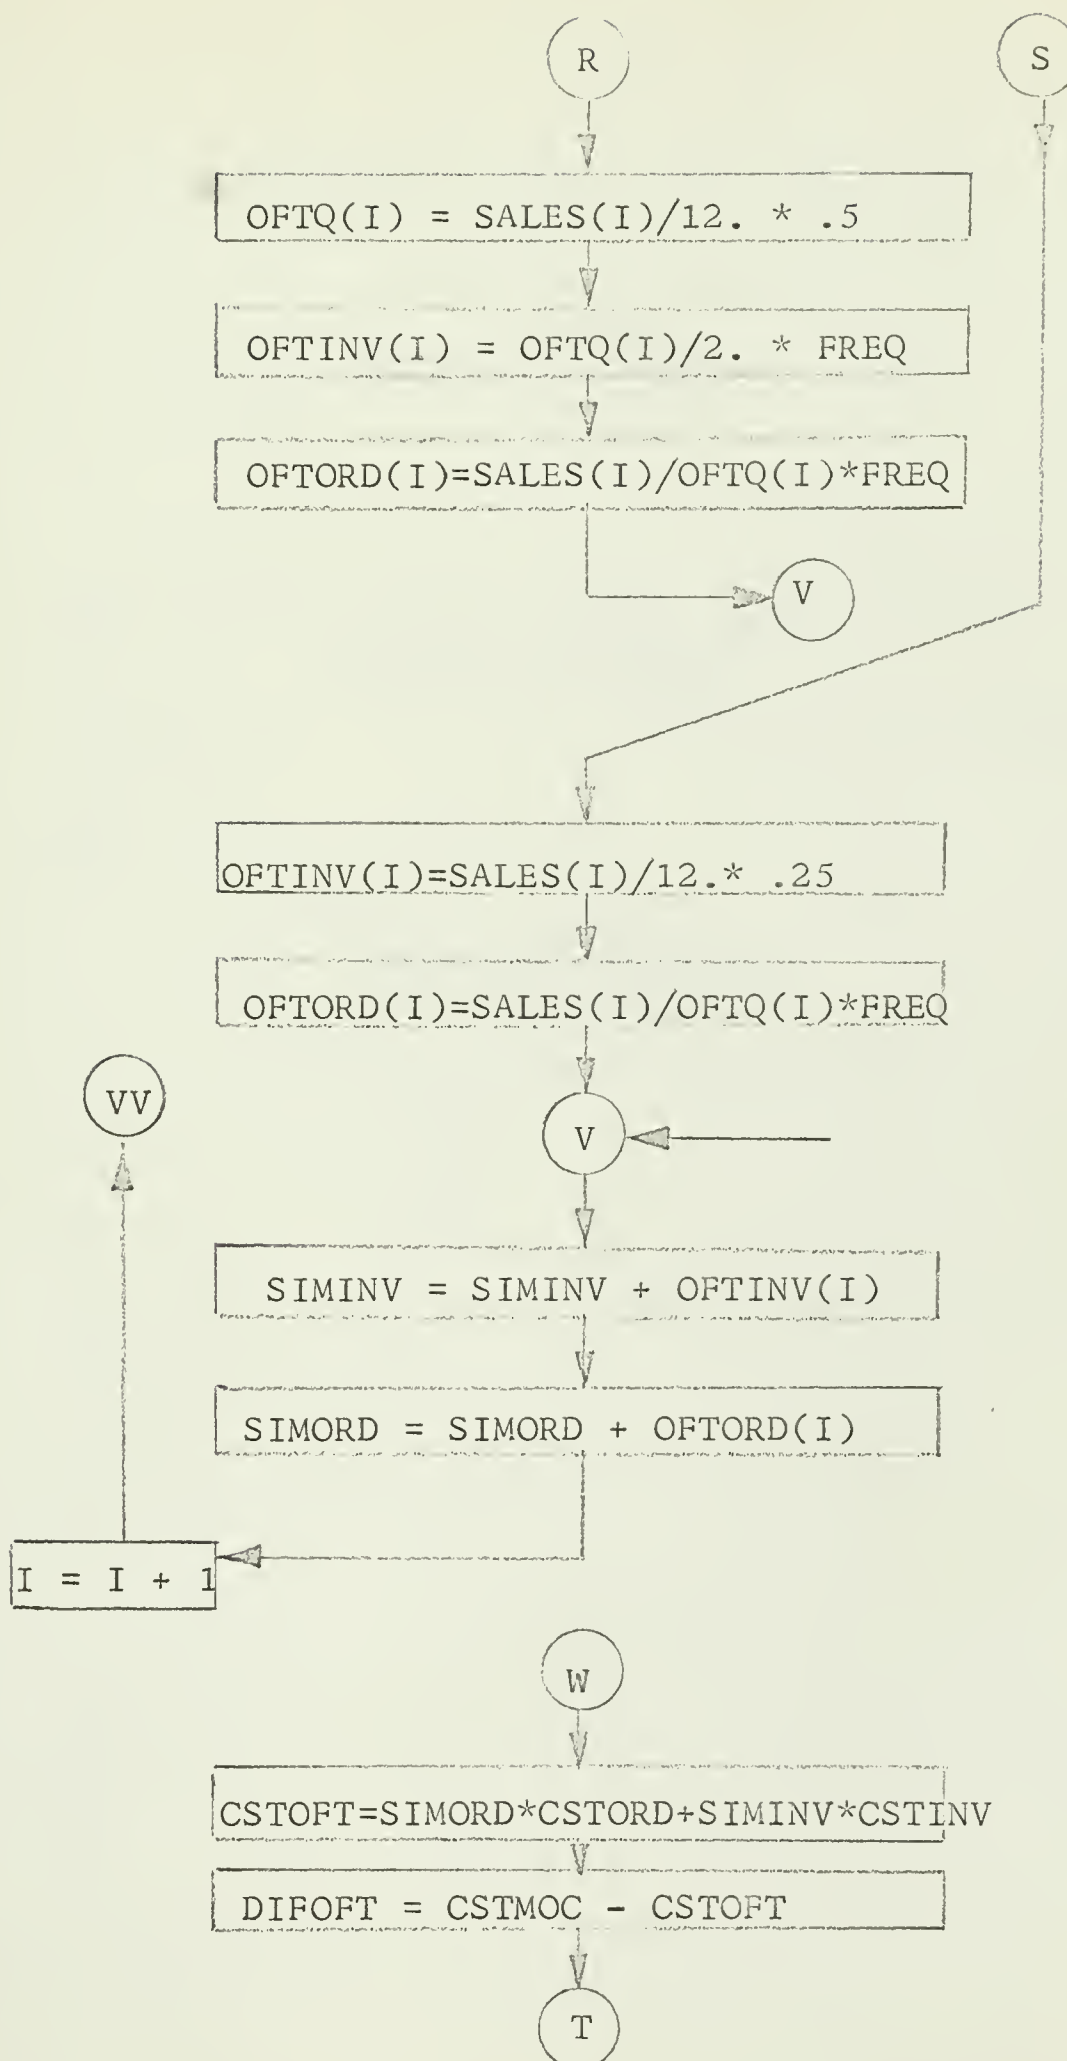 R
S
OFTQ(I) = SALES(I)/12. * .5
OFTINV(I) = OFTQ(I)/2. * FREQ
OFTORD(I)=SALES(I)/OFTQ(I)*FREQ
V
OFTINV(I)=SALES(I)/12.* .25
OFTORD(I)=SALES(I)/OFTQ(I)*FREQ
VV
V
SIMINV = SIMINV + OFTINV(I)
SIMORD = SIMORD + OFTORD(I)
I = I + 1
W
CSTOFT=SIMORD*CSTORD+SIMINV*CSTINV
DIFOFT = CSTMOC - CSTOFT
T